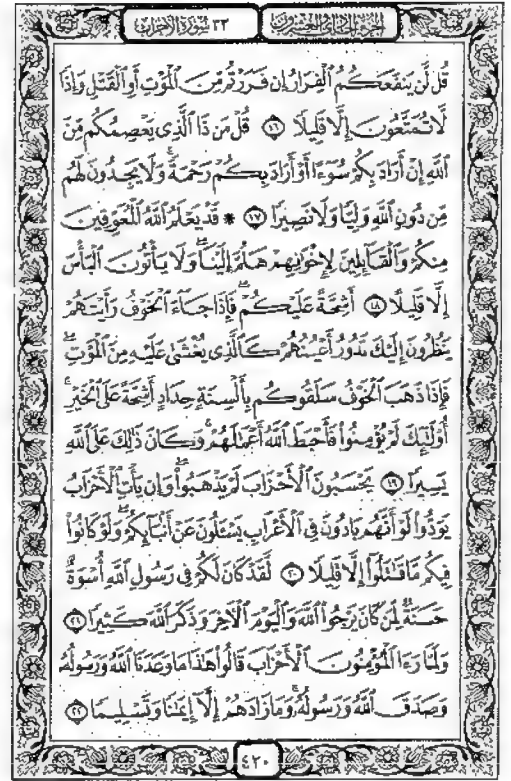 ٣٣ سورة الأحزاب
الجزء الحادي والعشرون
قُل لَّن يَنفَعَكُمُ ٱلْفِرَارُ إِن فَرَرْتُم مِّنَ ٱلْمَوْتِ أَوِ ٱلْقَتْلِ وَإِذًا
لَّا تُمَتَّعُونَ إِلَّا قَلِيلًا ١٦ قُلْ مَن ذَا ٱلَّذِى يَعْصِمُكُم مِّنَ
ٱللَّهِ إِنْ أَرَادَ بِكُمْ سُوٓءًا أَوْ أَرَادَ بِكُمْ رَحْمَةً ۚ وَلَا يَجِدُونَ لَهُم
مِّن دُونِ ٱللَّهِ وَلِيًّا وَلَا نَصِيرًا ١٧ * قَدْ يَعْلَمُ ٱللَّهُ ٱلْمُعَوِّقِينَ
مِنكُمْ وَٱلْقَآئِلِينَ لِإِخْوَٰنِهِمْ هَلُمَّ إِلَيْنَا ۖ وَلَا يَأْتُونَ ٱلْبَأْسَ
إِلَّا قَلِيلًا ١٨ أَشِحَّةً عَلَيْكُمْ ۖ فَإِذَا جَآءَ ٱلْخَوْفُ رَأَيْتَهُمْ
يَنظُرُونَ إِلَيْكَ تَدُورُ أَعْيُنُهُمْ كَٱلَّذِى يُغْشَىٰ عَلَيْهِ مِنَ ٱلْمَوْتِ ۖ
فَإِذَا ذَهَبَ ٱلْخَوْفُ سَلَقُوكُم بِأَلْسِنَةٍ حِدَادٍ أَشِحَّةً عَلَى ٱلْخَيْرِ ۚ
أُو۟لَٰٓئِكَ لَمْ يُؤْمِنُوا۟ فَأَحْبَطَ ٱللَّهُ أَعْمَٰلَهُمْ ۚ وَكَانَ ذَٰلِكَ عَلَى ٱللَّهِ
يَسِيرًا ١٩ يَحْسَبُونَ ٱلْأَحْزَابَ لَمْ يَذْهَبُوا۟ ۖ وَإِن يَأْتِ ٱلْأَحْزَابُ
يَوَدُّوا۟ لَوْ أَنَّهُم بَادُونَ فِى ٱلْأَعْرَابِ يَسْـَٔلُونَ عَنْ أَنۢبَآئِكُمْ ۖ وَلَوْ كَانُوا۟
فِيكُم مَّا قَٰتَلُوٓا۟ إِلَّا قَلِيلًا ٢٠ لَّقَدْ كَانَ لَكُمْ فِى رَسُولِ ٱللَّهِ أُسْوَةٌ
حَسَنَةٌ لِّمَن كَانَ يَرْجُوا۟ ٱللَّهَ وَٱلْيَوْمَ ٱلْءَاخِرَ وَذَكَرَ ٱللَّهَ كَثِيرًا ٢١
وَلَمَّا رَءَا ٱلْمُؤْمِنُونَ ٱلْأَحْزَابَ قَالُوا۟ هَٰذَا مَا وَعَدَنَا ٱللَّهُ وَرَسُولُهُۥ
وَصَدَقَ ٱللَّهُ وَرَسُولُهُۥ ۚ وَمَا زَادَهُمْ إِلَّآ إِيمَٰنًا وَتَسْلِيمًا ٢٢
٤٢٠